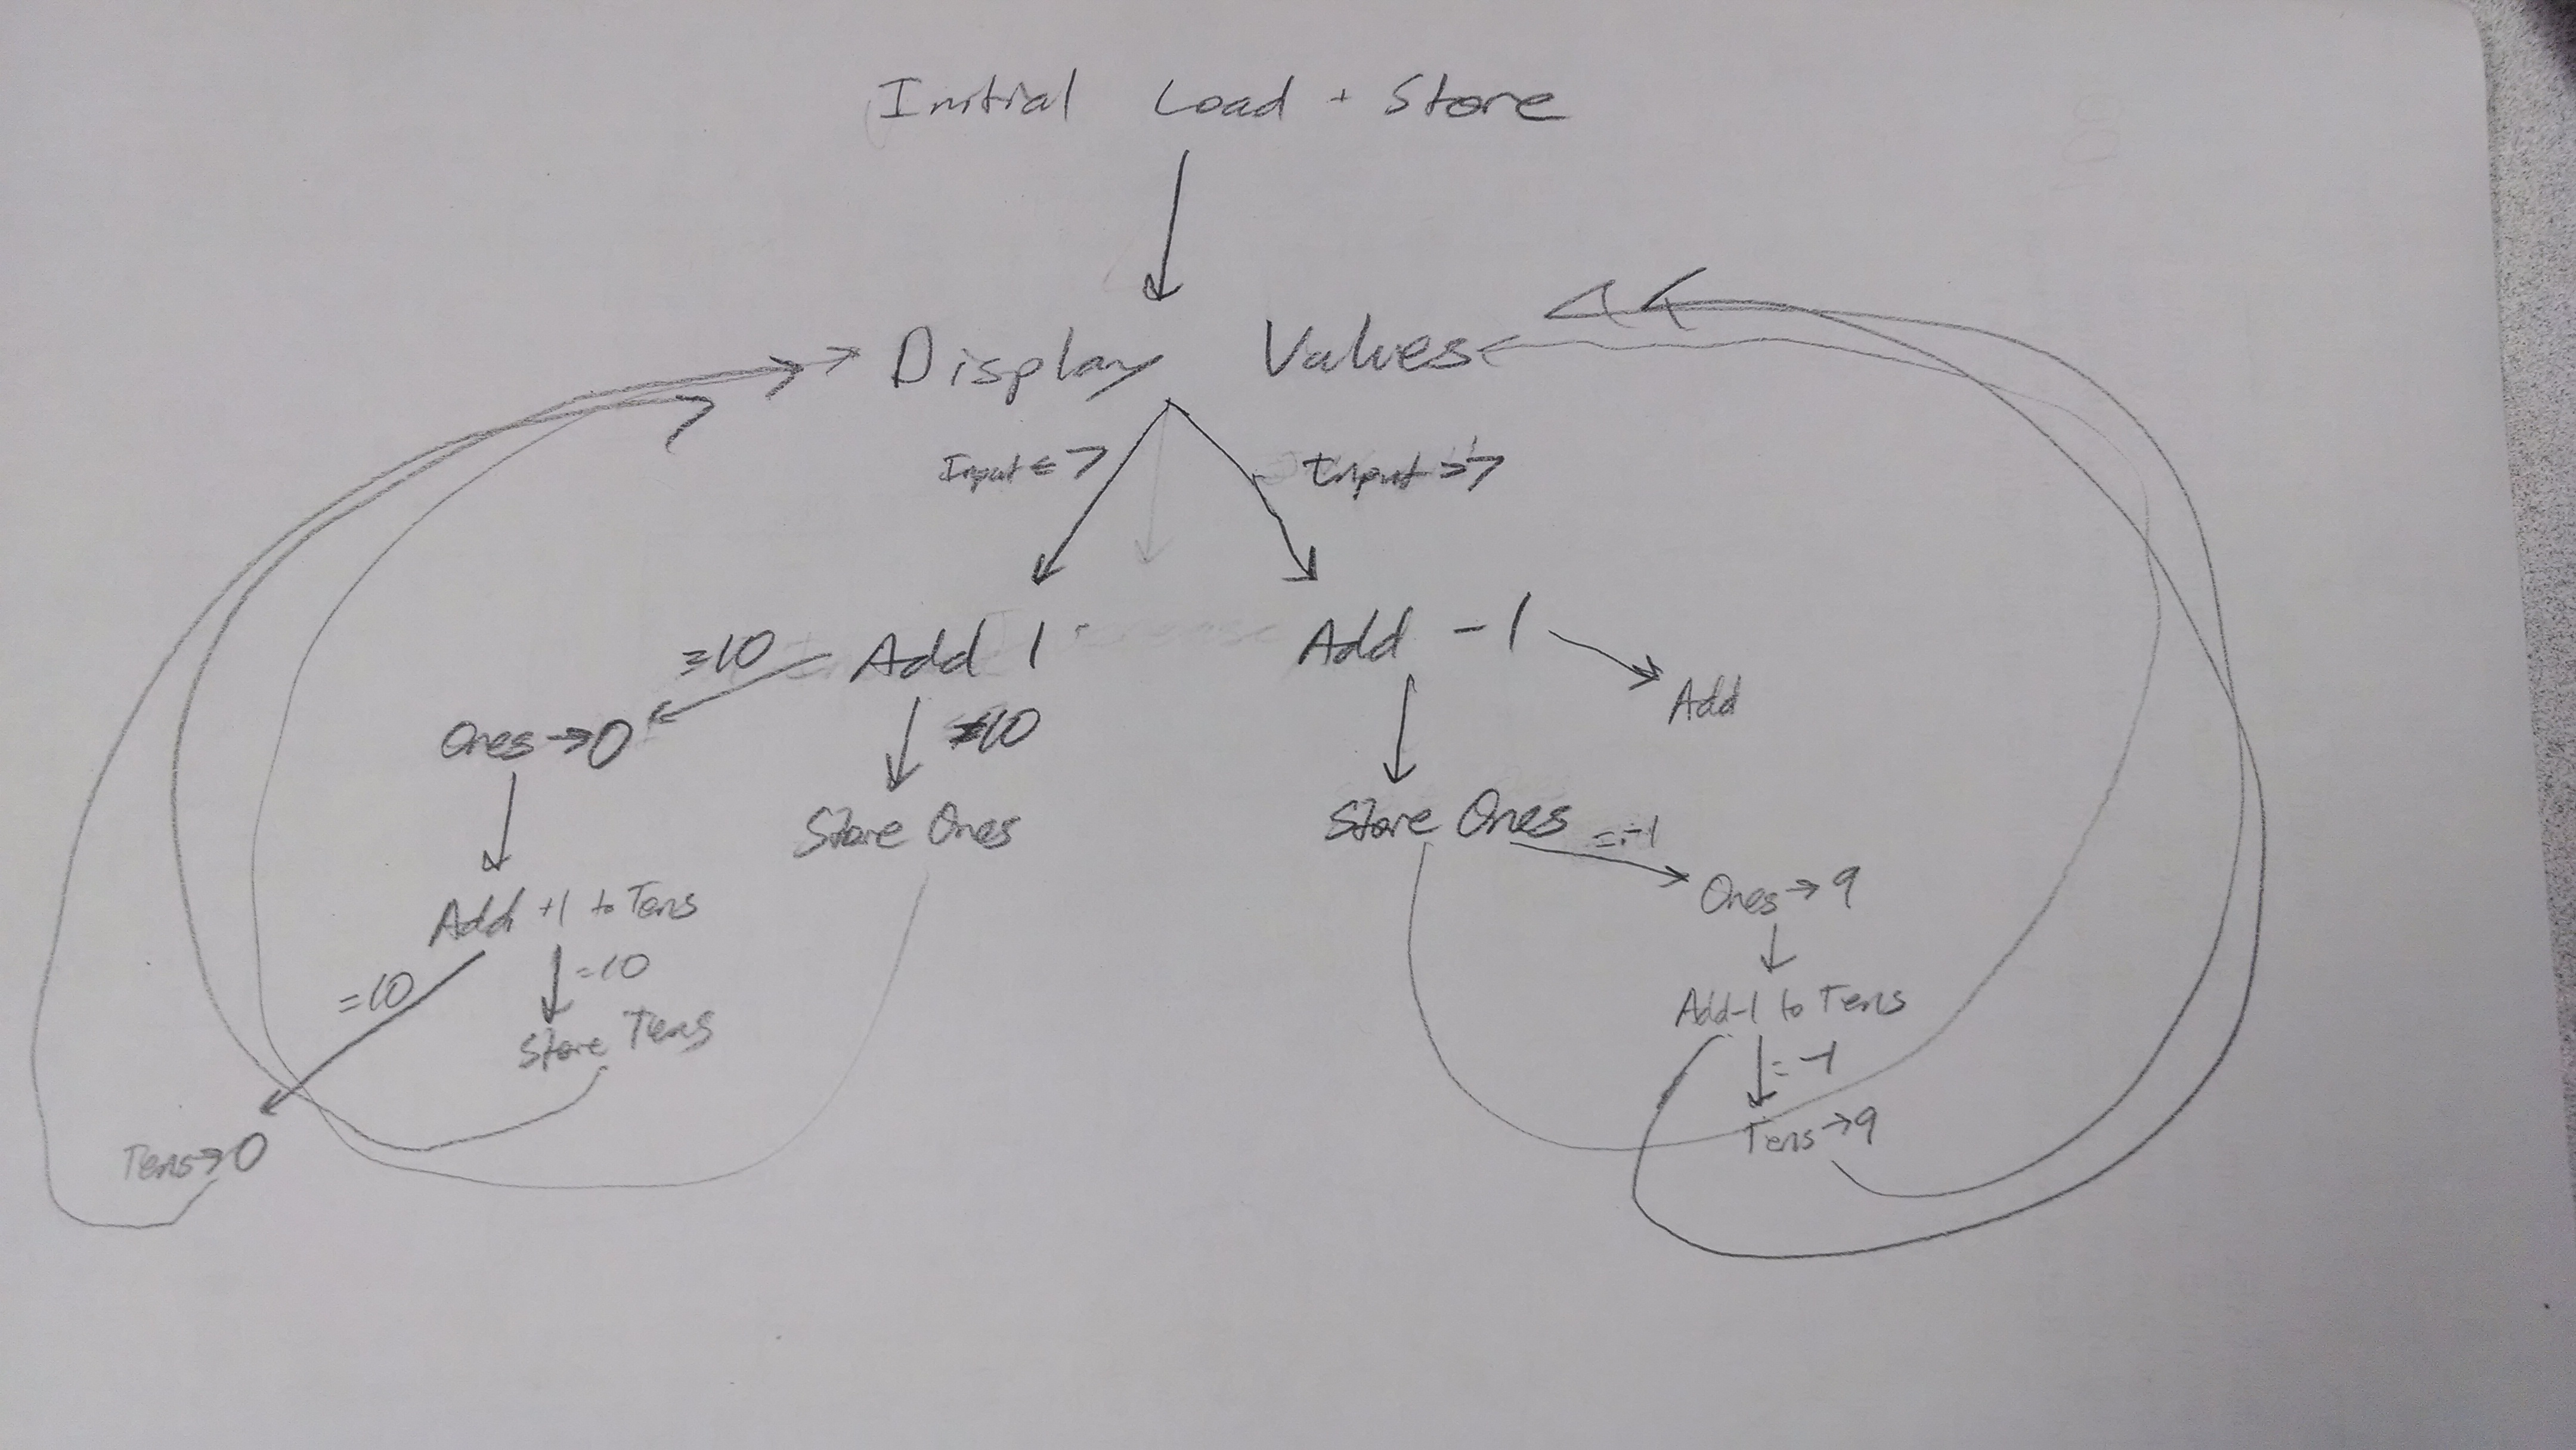 Initial Load + Store
Display Values
Input ≤ 7
Input > 7
Add 1
Add -1
=10
≠10
Add
Ones → 0
Store Ones
Store Ones
= -1
Ones → 9
Add +1 to Tens
=10
=10
Store Tens
Add -1 to Tens
= -1
Tens → 0
Tens → 9